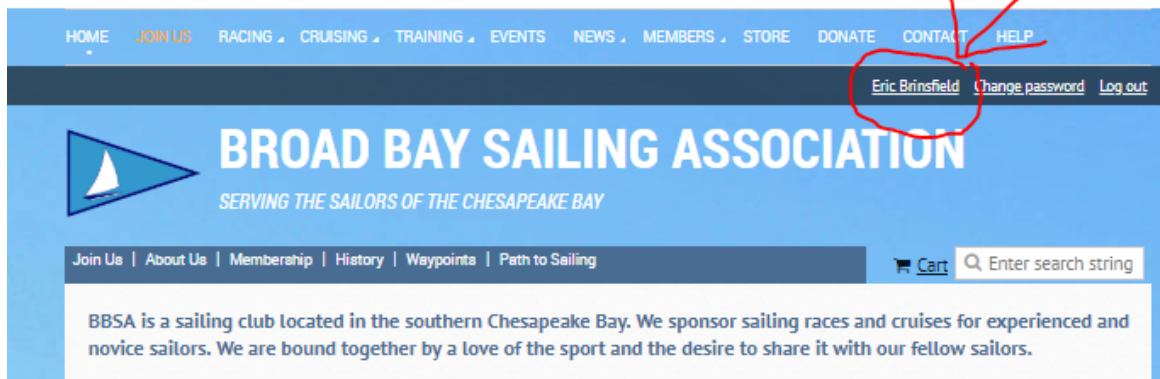 HOME JOIN US RACING CRUISING TRAINING EVENTS NEWS MEMBERS STORE DONATE CONTACT HELP
Eric Brinsfield Change password Log out
BROAD BAY SAILING ASSOCIATION
SERVING THE SAILORS OF THE CHESAPEAKE BAY
Join Us | About Us | Membership | History | Waypoints | Path to Sailing
Cart Enter search string
BBSA is a sailing club located in the southern Chesapeake Bay. We sponsor sailing races and cruises for experienced and
novice sailors. We are bound together by a love of the sport and the desire to share it with our fellow sailors.